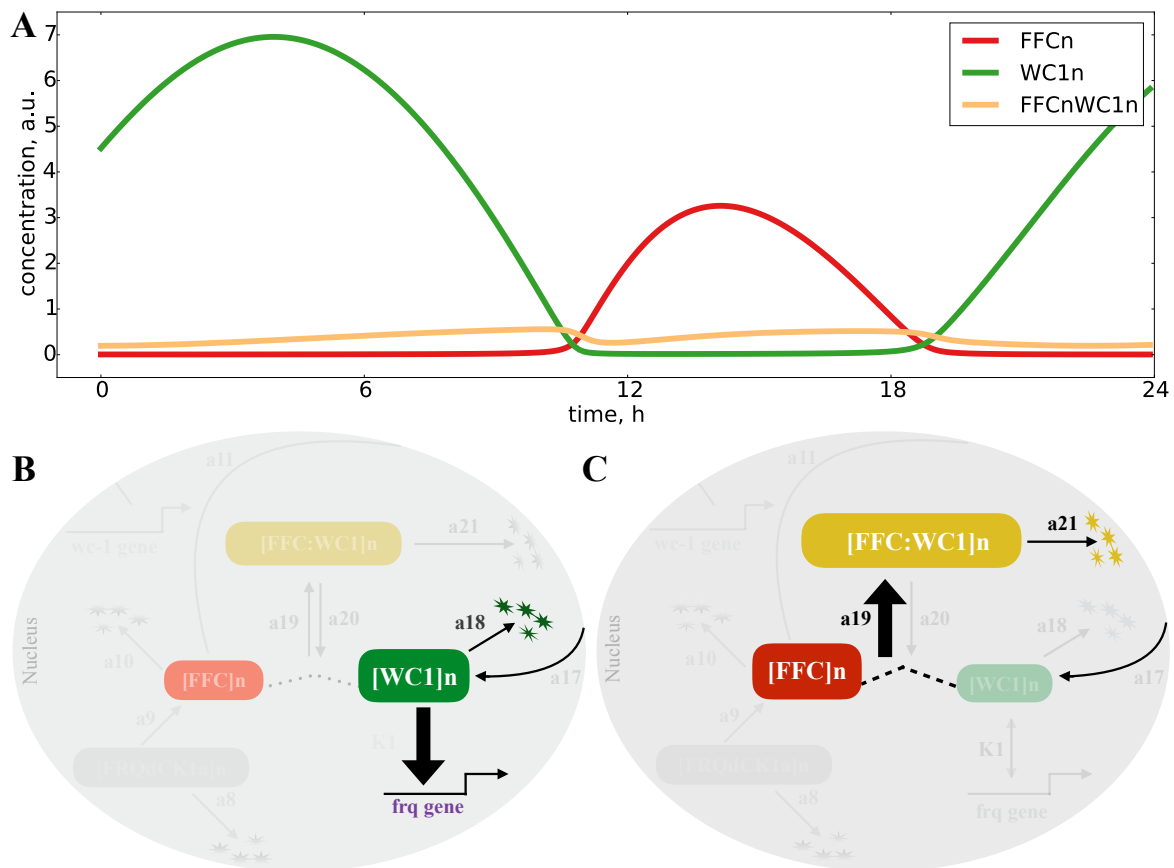 A
concentration, a.u.
7
6
5
4
3
2
1
0
FFCn
WC1n
FFCnWC1n
0
6
12
18
24
time, h
B
Nucleus
a11
wc-1 gene
[FFC:WC1]n
a21
a19
a20
a18
a10
[FFC]n
[WC1]n
a17
a9
K1
a8
frq gene
C
Nucleus
a11
wc-1 gene
[FFC:WC1]n
a21
a19
a20
a18
a10
[FFC]n
[WC1]n
a17
a9
K1
a8
frq gene